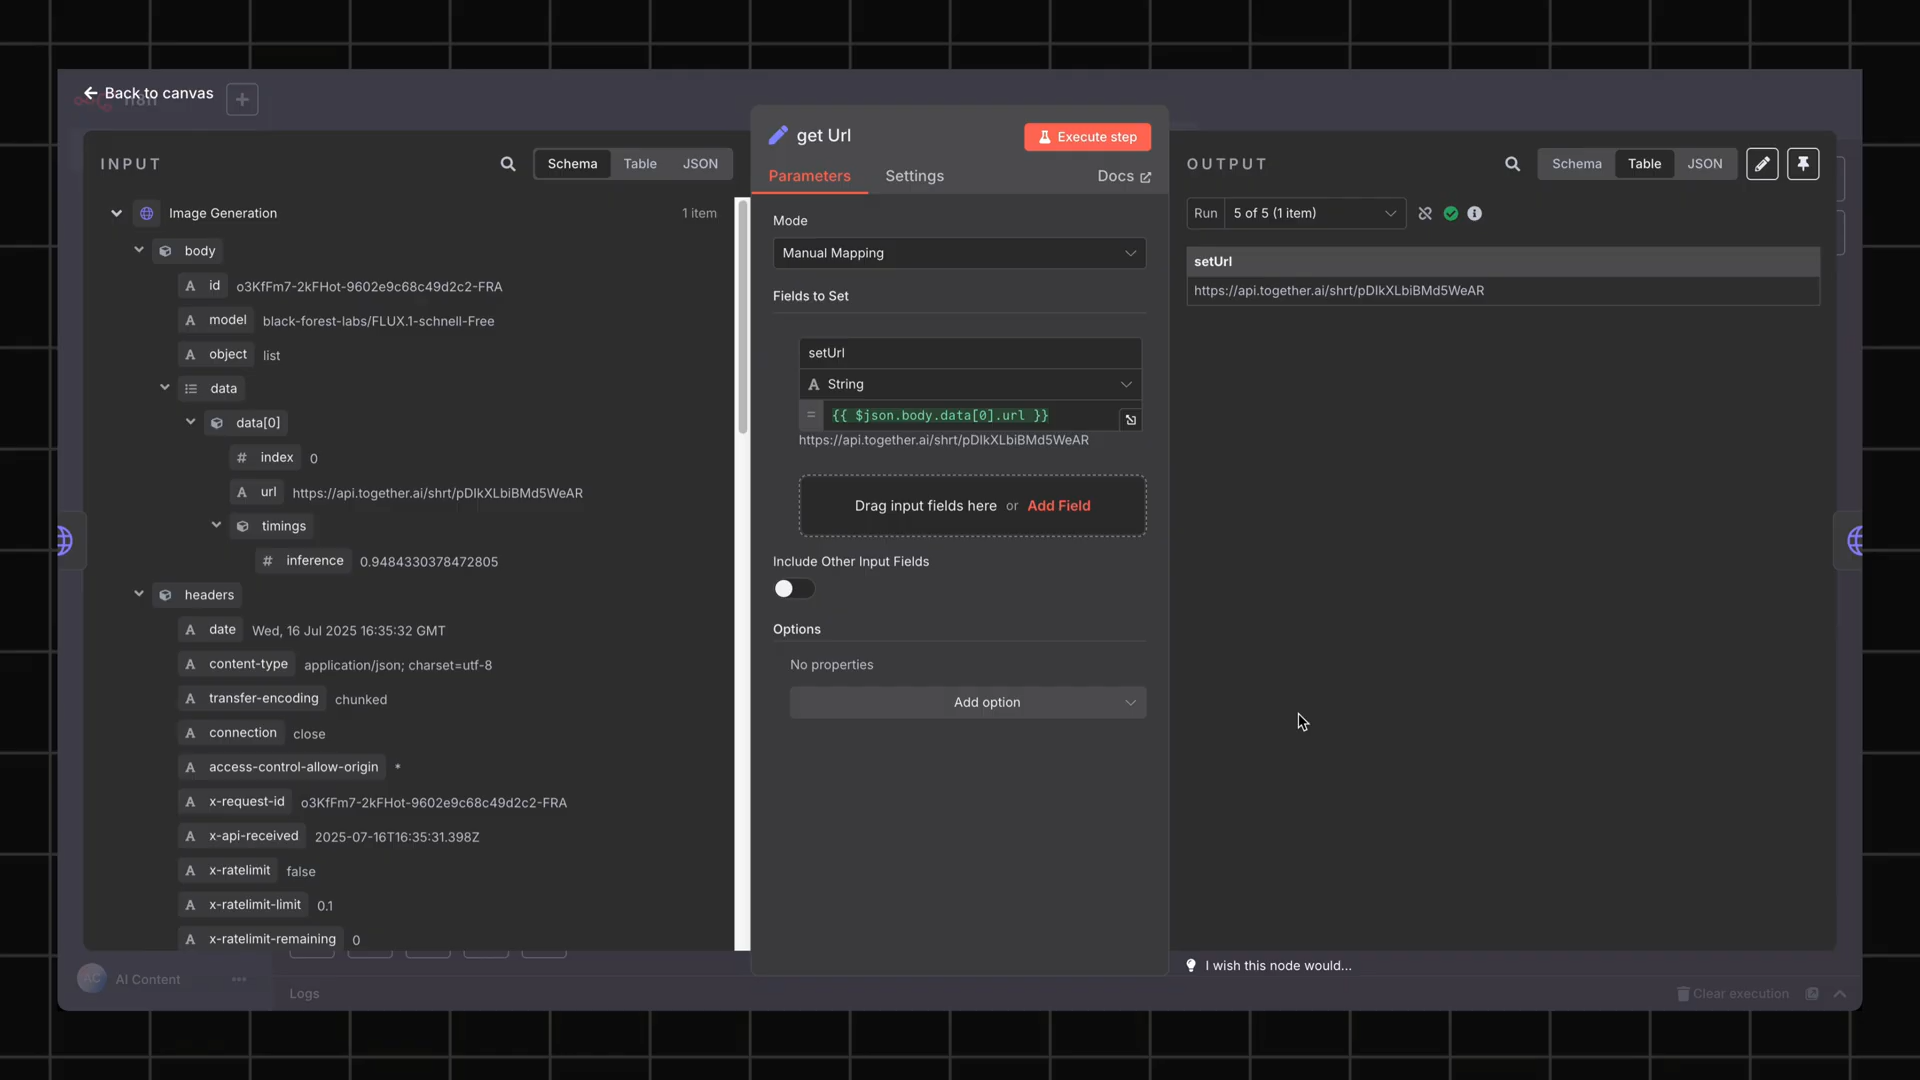 Back to canvas
n8n
INPUT
Schema
Table
JSON
Image Generation
1 item
body
A id o3KfFm7-2kFHot-9602e9c68c49d2c2-FRA
A model black-forest-labs/FLUX.1-schnell-Free
A object list
data
data[0]
# index 0
A url https://api.together.ai/shrt/pDlkXLbiBMd5WeAR
timings
# inference 0.9484330378472805
headers
A date Wed, 16 Jul 2025 16:35:32 GMT
A content-type application/json; charset=utf-8
A transfer-encoding chunked
A connection close
A access-control-allow-origin *
A x-request-id o3KfFm7-2kFHot-9602e9c68c49d2c2-FRA
A x-api-received 2025-07-16T16:35:31.398Z
A x-ratelimit false
A x-ratelimit-limit 0.1
A x-ratelimit-remaining 0
get Url
Execute step
Parameters
Settings
Docs
Mode
Manual Mapping
Fields to Set
setUrl
A String
= {{ $json.body.data[0].url }}
https://api.together.ai/shrt/pDlkXLbiBMd5WeAR
Drag input fields here or Add Field
Include Other Input Fields
Options
No properties
Add option
OUTPUT
Schema
Table
JSON
Run 5 of 5 (1 item)
setUrl
https://api.together.ai/shrt/pDlkXLbiBMd5WeAR
I wish this node would...
AC AI Content
Logs
Clear execution